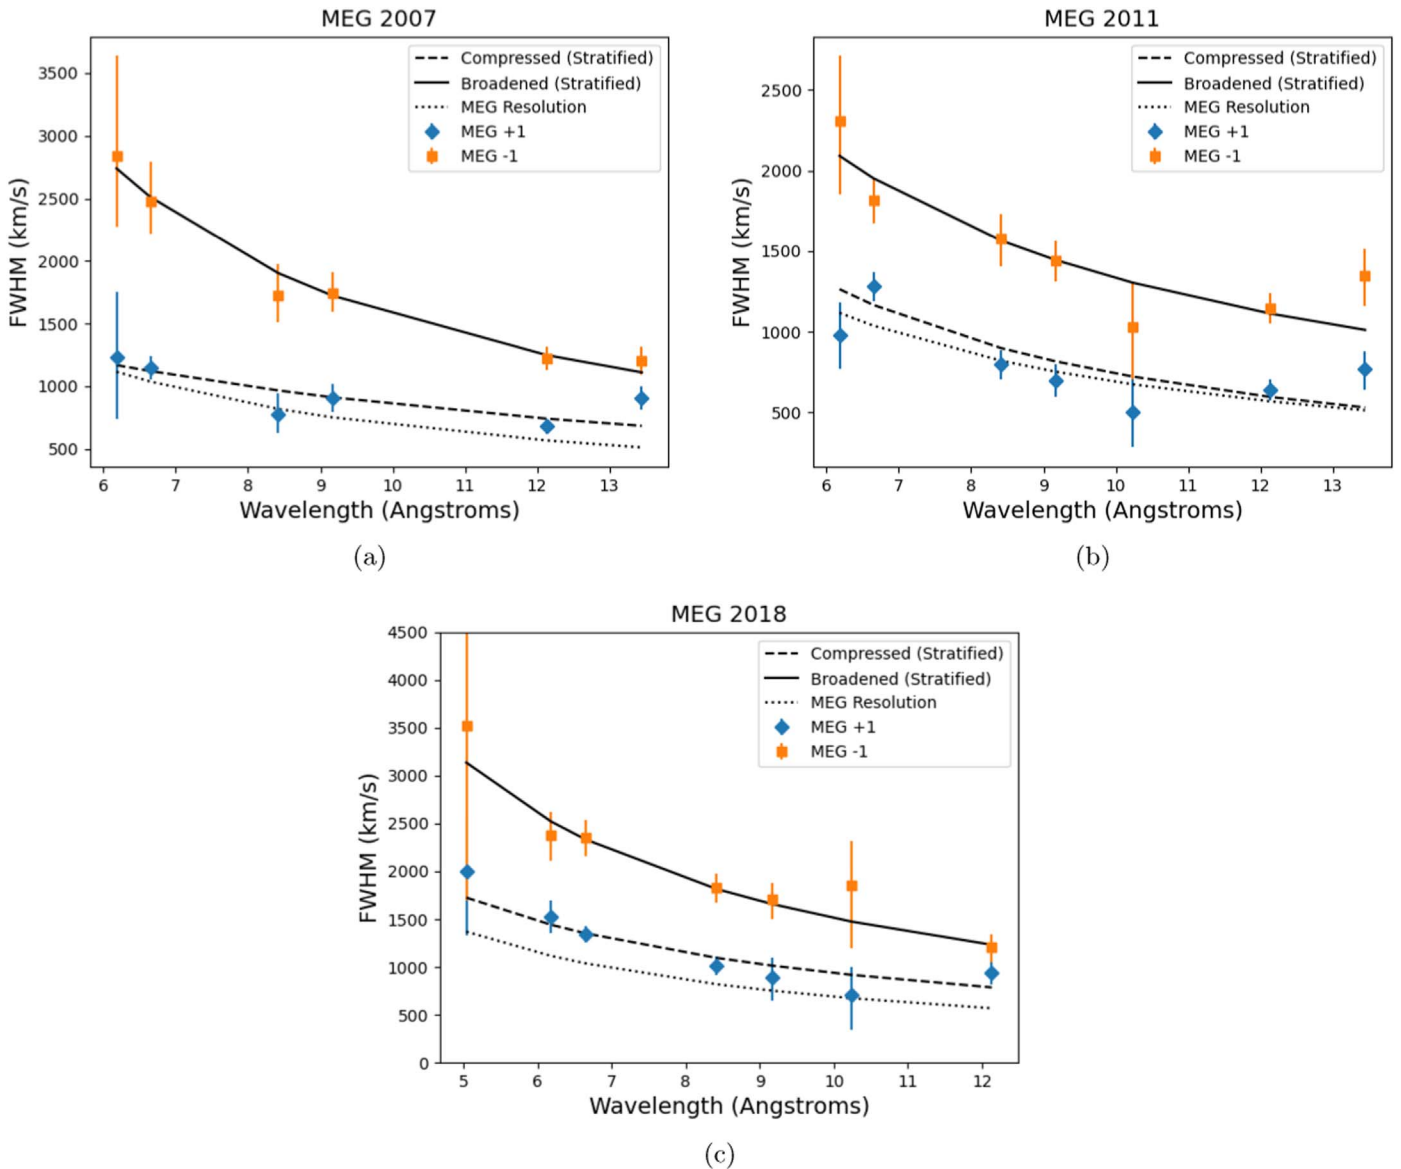 MEG 2007
3500
3000
2500
2000
1500
1000
500
FWHM (km/s)
Compressed (Stratified)
Broadened (Stratified)
MEG Resolution
MEG +1
MEG -1
6 7 8 9 10 11 12 13
Wavelength (Angstroms)
(a)
MEG 2011
2500
2000
1500
1000
500
FWHM (km/s)
Compressed (Stratified)
Broadened (Stratified)
MEG Resolution
MEG +1
MEG -1
6 7 8 9 10 11 12 13
Wavelength (Angstroms)
(b)
MEG 2018
4500
4000
3500
3000
2500
2000
1500
1000
500
0
FWHM (km/s)
Compressed (Stratified)
Broadened (Stratified)
MEG Resolution
MEG +1
MEG -1
5 6 7 8 9 10 11 12
Wavelength (Angstroms)
(c)